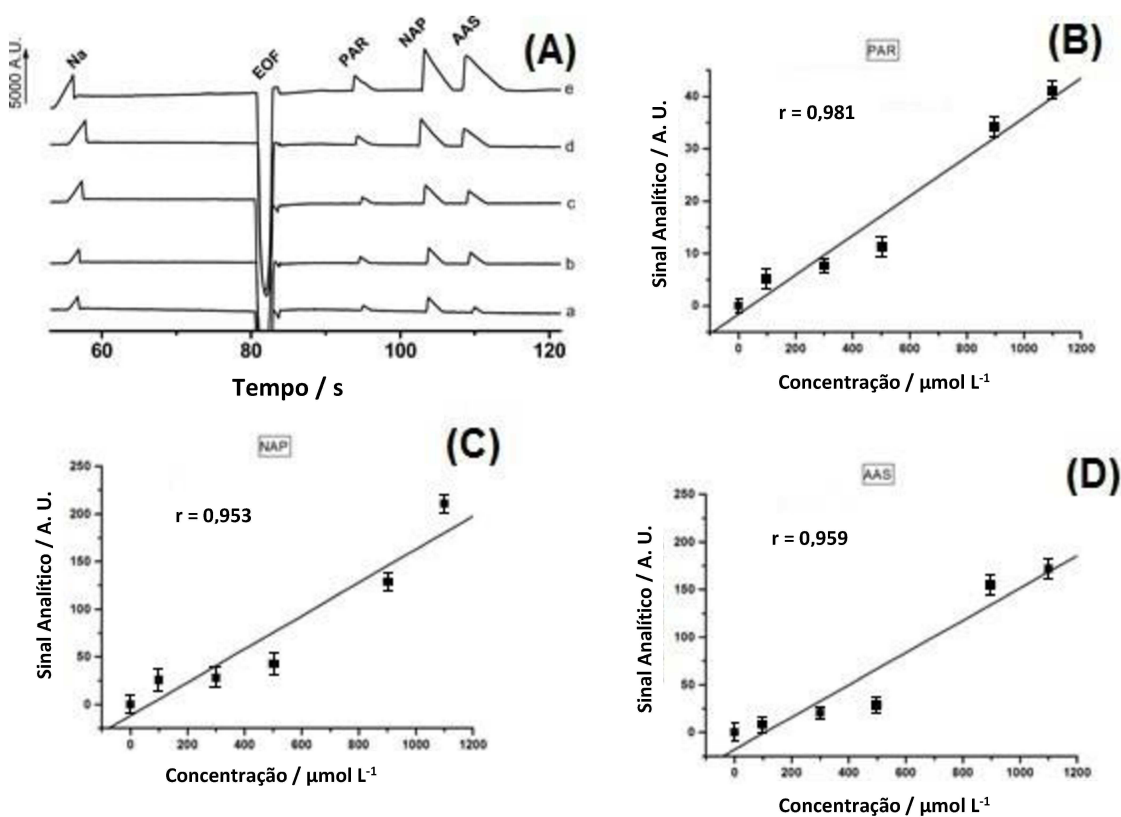 (A)
5000 A.U.
Na
EOF
PAR
NAP
AAS
e
d
c
b
a
60 80 100 120
Tempo / s
(B)
PAR
r = 0,981
Sinal Analítico / A. U.
40
30
20
10
0
0 200 400 600 800 1000 1200
Concentração / µmol L-1
(C)
NAP
r = 0,953
Sinal Analítico / A. U.
250
200
150
100
50
0
0 200 400 600 800 1000 1200
Concentração / µmol L-1
(D)
AAS
r = 0,959
Sinal Analítico / A. U.
250
200
150
100
50
0
0 200 400 600 800 1000 1200
Concentração / µmol L-1